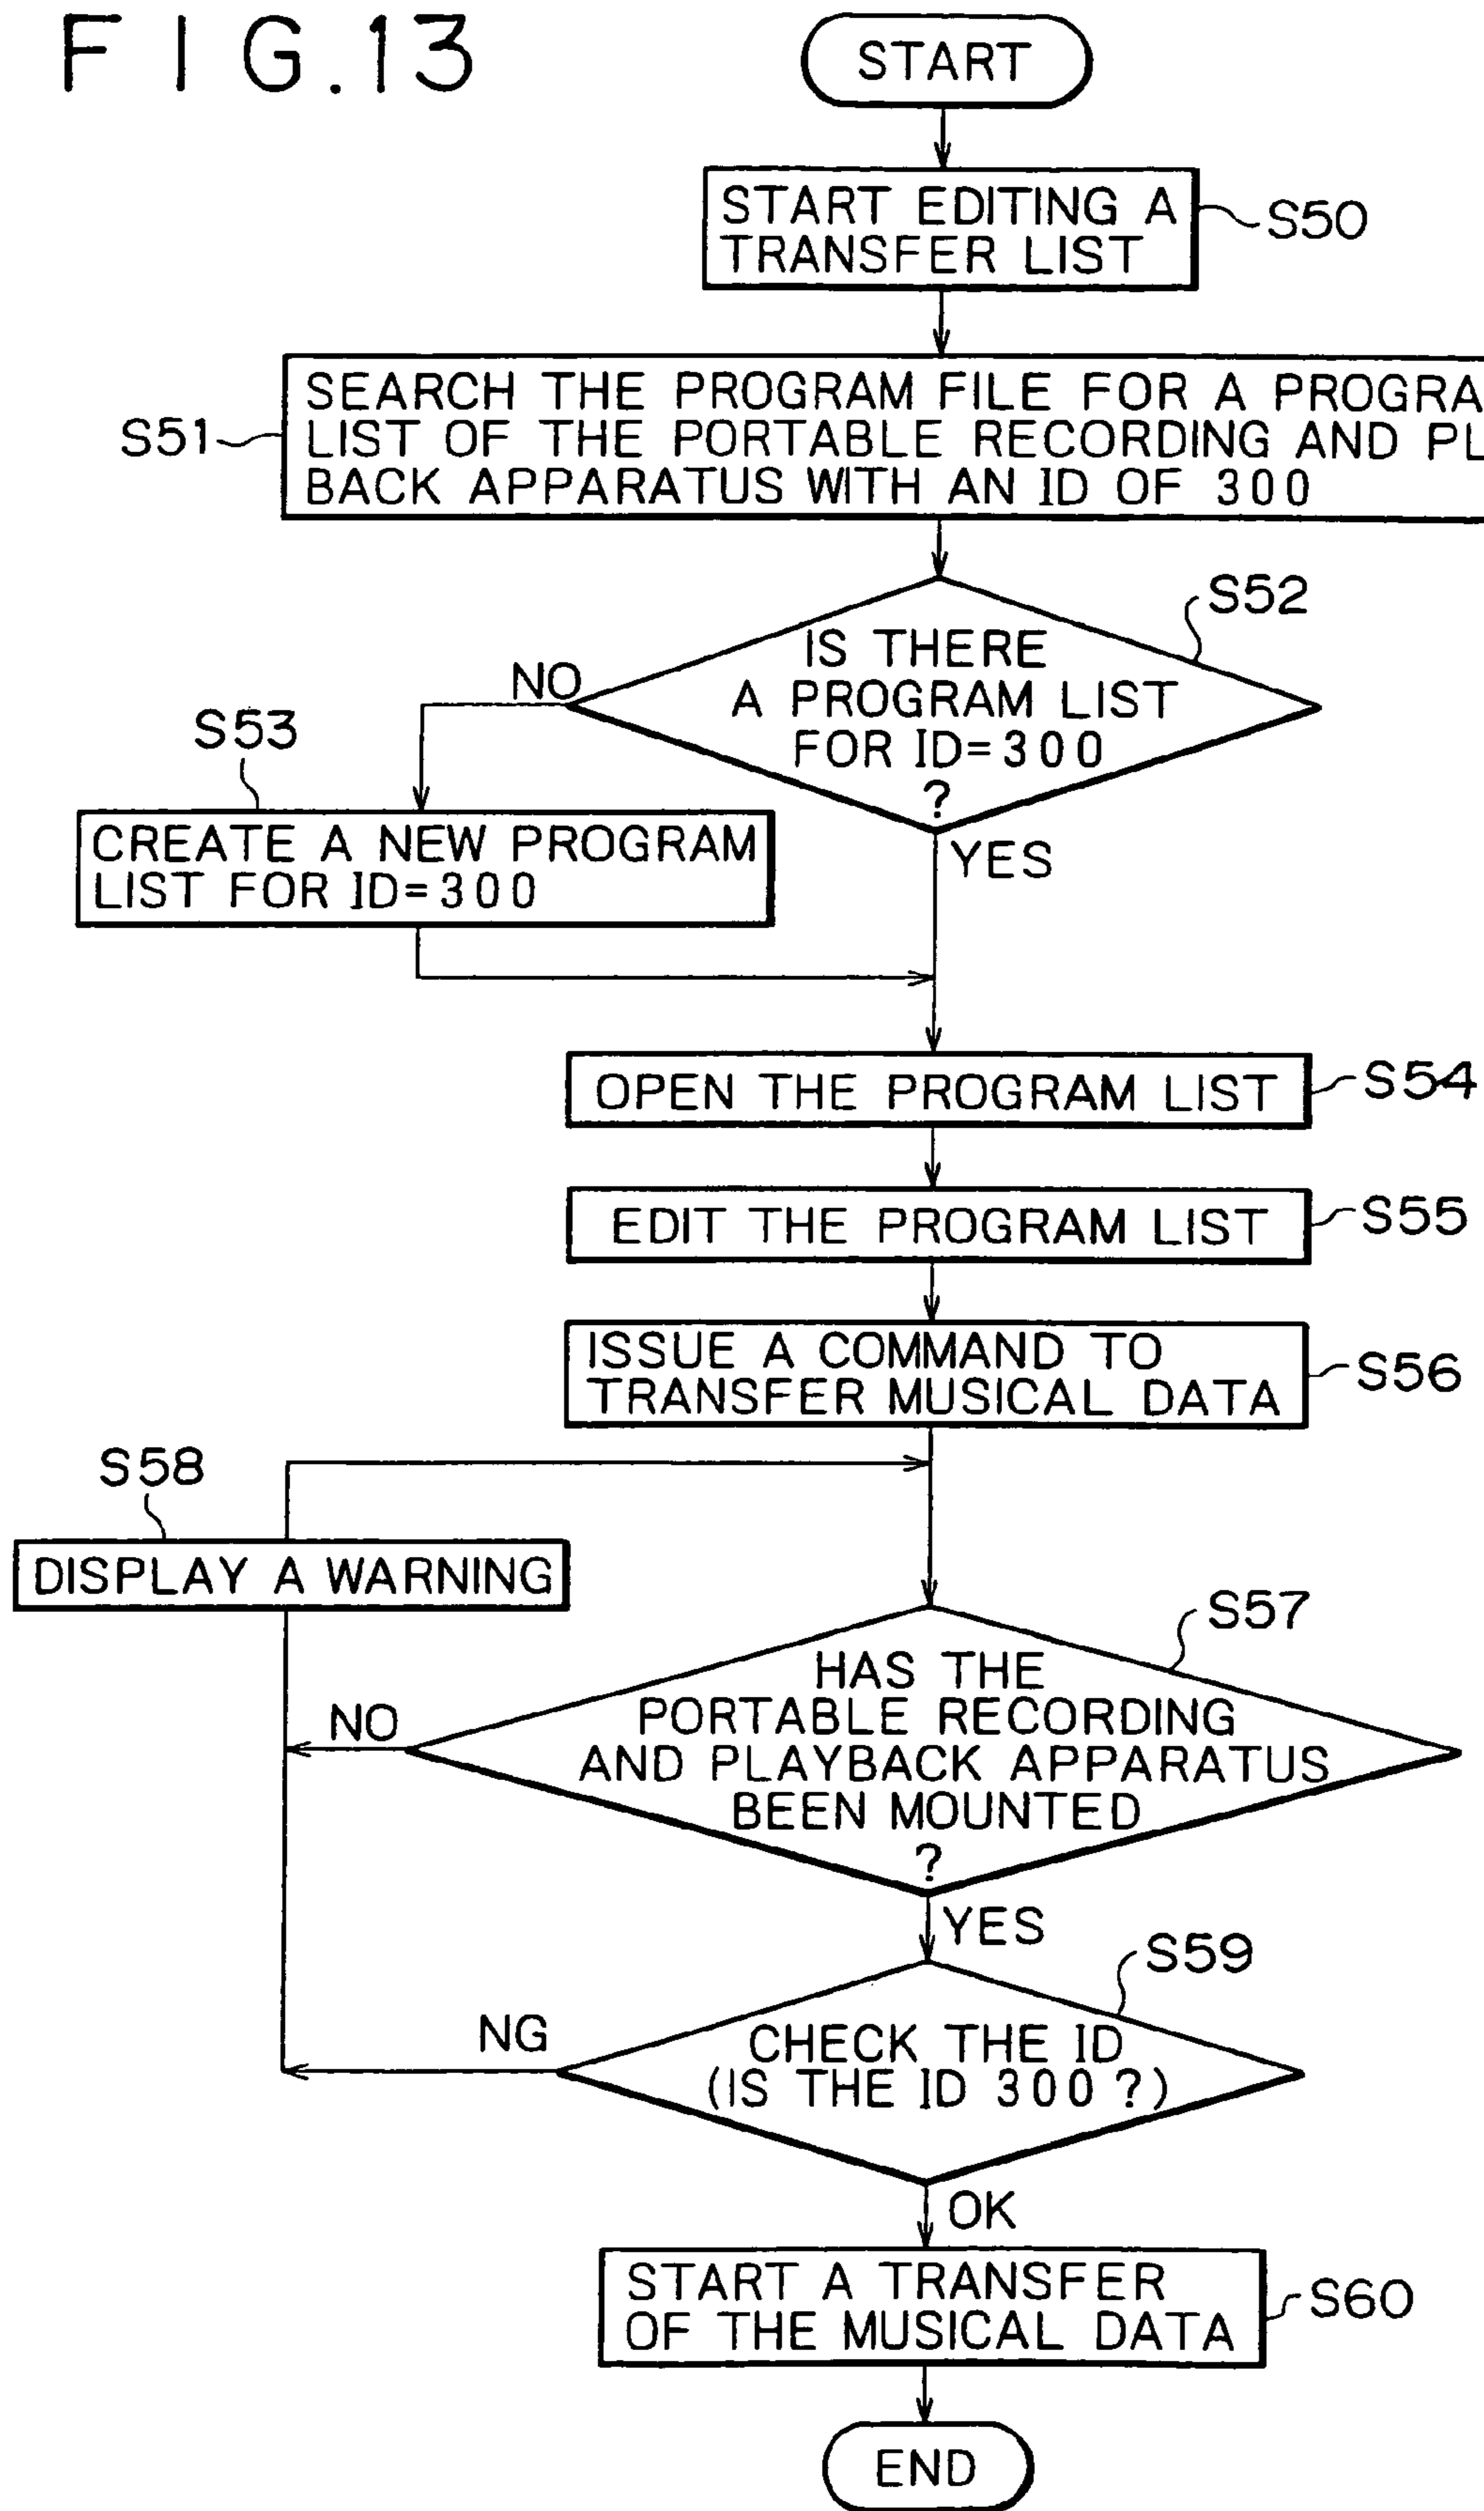 FIG.13
START
START EDITING A
TRANSFER LIST
S50
SEARCH THE PROGRAM FILE FOR A PROGRA
LIST OF THE PORTABLE RECORDING AND PL
BACK APPARATUS WITH AN ID OF 300
S51
S52
IS THERE
A PROGRAM LIST
FOR ID=300
?
NO
YES
S53
CREATE A NEW PROGRAM
LIST FOR ID=300
OPEN THE PROGRAM LIST
S54
EDIT THE PROGRAM LIST
S55
ISSUE A COMMAND TO
TRANSFER MUSICAL DATA
S56
S58
DISPLAY A WARNING
S57
HAS THE
PORTABLE RECORDING
AND PLAYBACK APPARATUS
BEEN MOUNTED
?
NO
YES
S59
CHECK THE ID
(IS THE ID 300?)
NG
OK
START A TRANSFER
OF THE MUSICAL DATA
S60
END